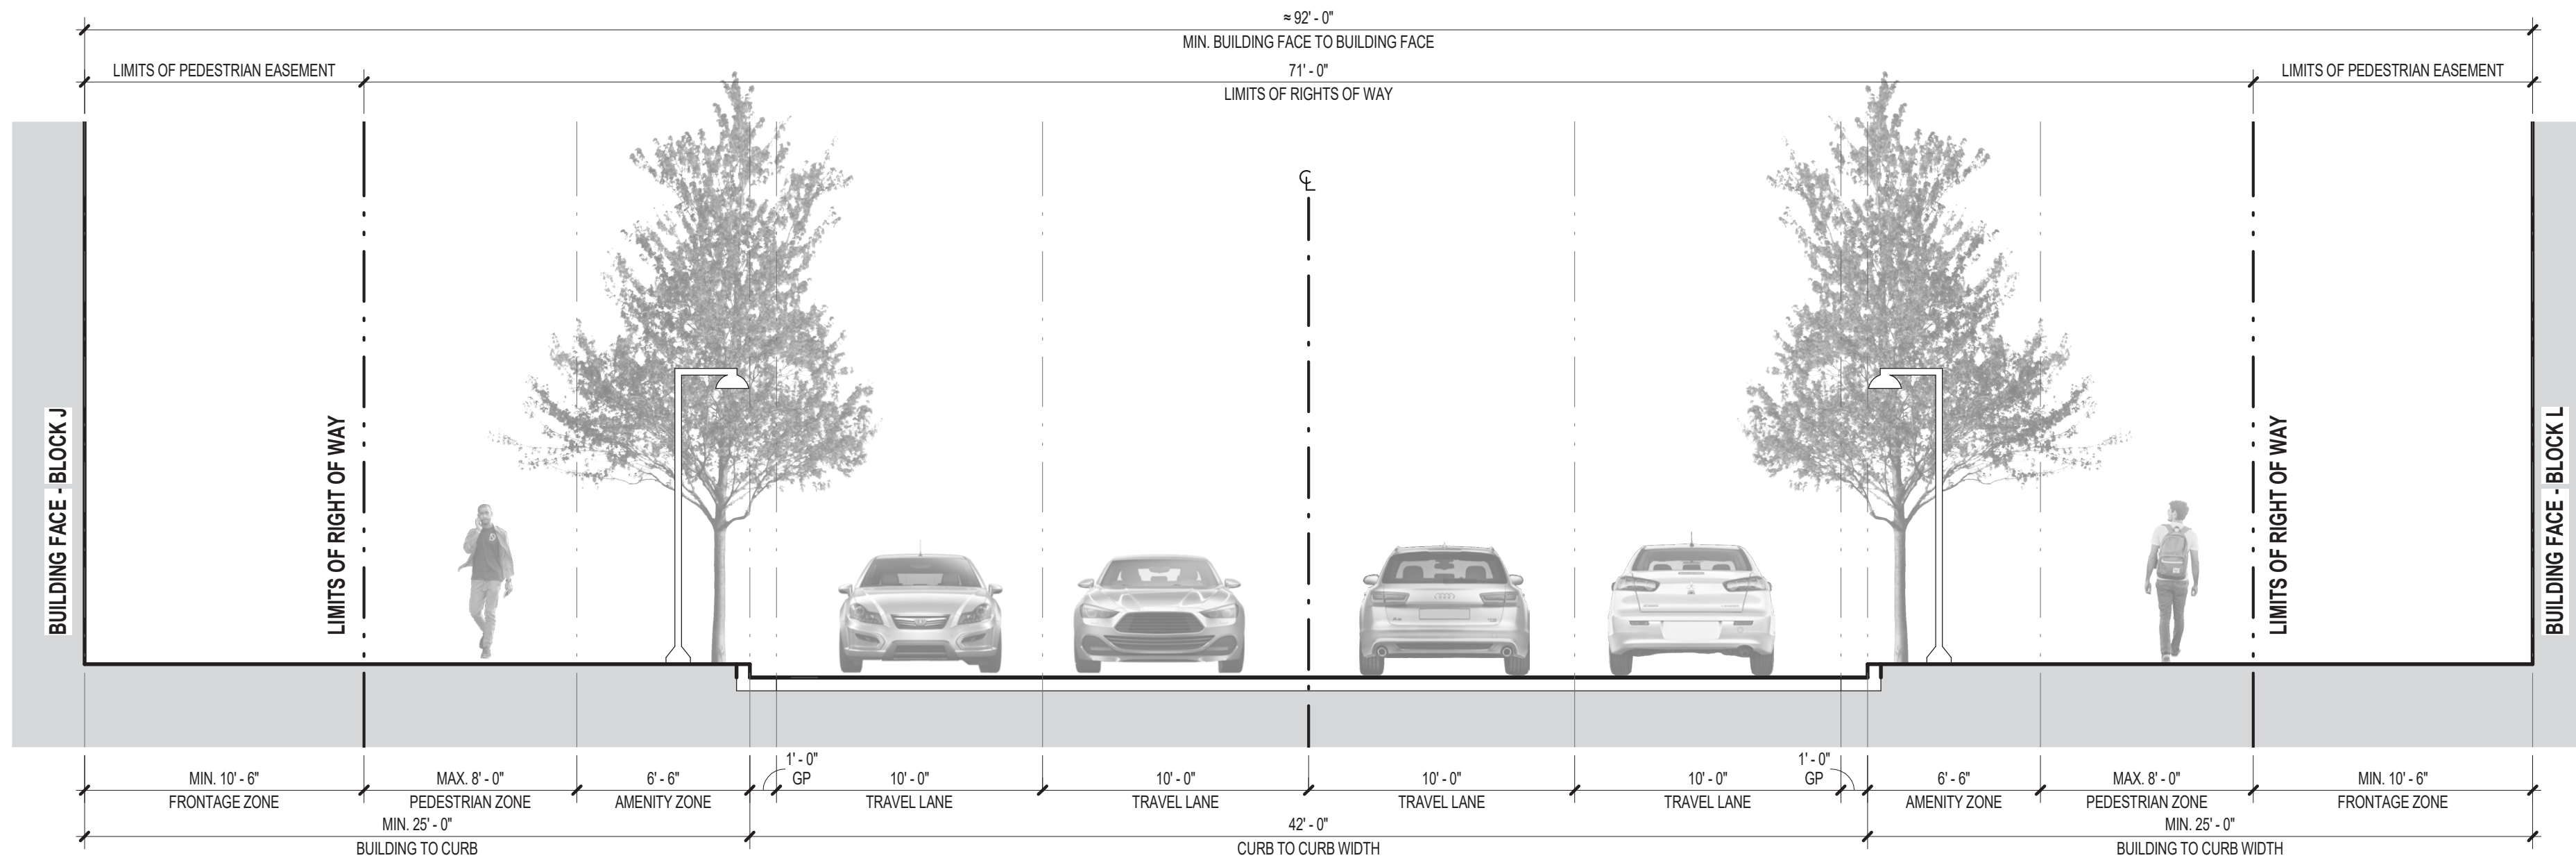 ≈ 92' - 0"
MIN. BUILDING FACE TO BUILDING FACE
LIMITS OF PEDESTRIAN EASEMENT
71' - 0"
LIMITS OF PEDESTRIAN EASEMENT
LIMITS OF RIGHTS OF WAY
CL
BUILDING FACE - BLOCK J
LIMITS OF RIGHT OF WAY
LIMITS OF RIGHT OF WAY
BUILDING FACE - BLOCK L
MIN. 10' - 6"
FRONTAGE ZONE
MAX. 8' - 0"
PEDESTRIAN ZONE
6' - 6"
AMENITY ZONE
1' - 0"
GP
10' - 0"
TRAVEL LANE
10' - 0"
TRAVEL LANE
10' - 0"
TRAVEL LANE
10' - 0"
TRAVEL LANE
1' - 0"
GP
6' - 6"
AMENITY ZONE
MAX. 8' - 0"
PEDESTRIAN ZONE
MIN. 10' - 6"
FRONTAGE ZONE
MIN. 25' - 0"
BUILDING TO CURB
42' - 0"
CURB TO CURB WIDTH
MIN. 25' - 0"
BUILDING TO CURB WIDTH